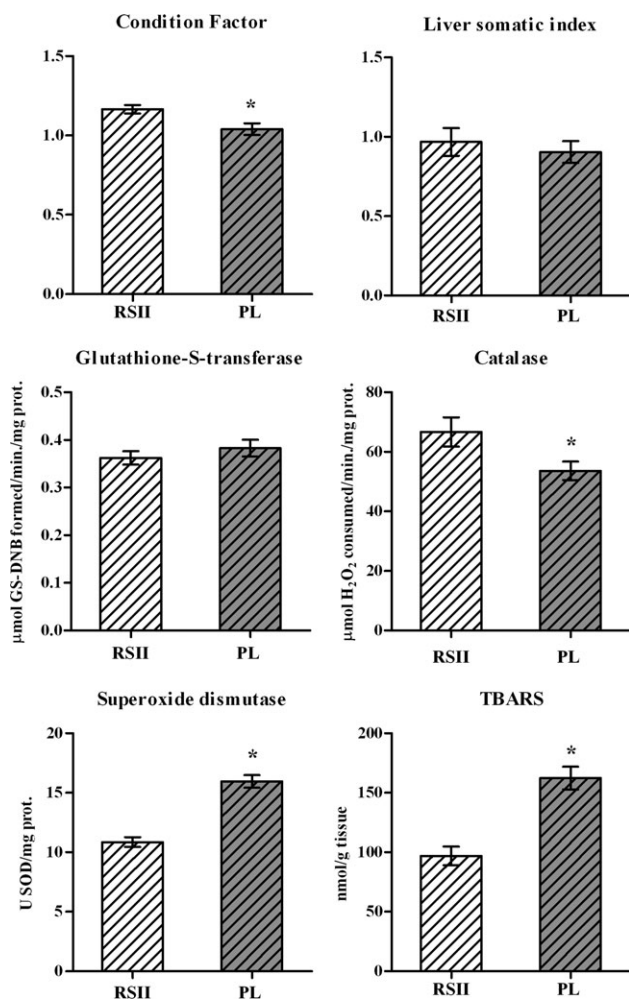 Condition Factor
1.5
1.0
0.5
0.0
*
RSII PL
Liver somatic index
1.5
1.0
0.5
0.0
RSII PL
Glutathione-S-transferase
μmol GS-DNB formed/min./mg prot.
0.5
0.4
0.3
0.2
0.1
0.0
RSII PL
Catalase
μmol H₂O₂ consumed/min./mg prot.
80
60
40
20
0
*
RSII PL
Superoxide dismutase
U SOD/mg prot.
20
15
10
5
0
*
RSII PL
TBARS
nmol/g tissue
200
150
100
50
0
*
RSII PL